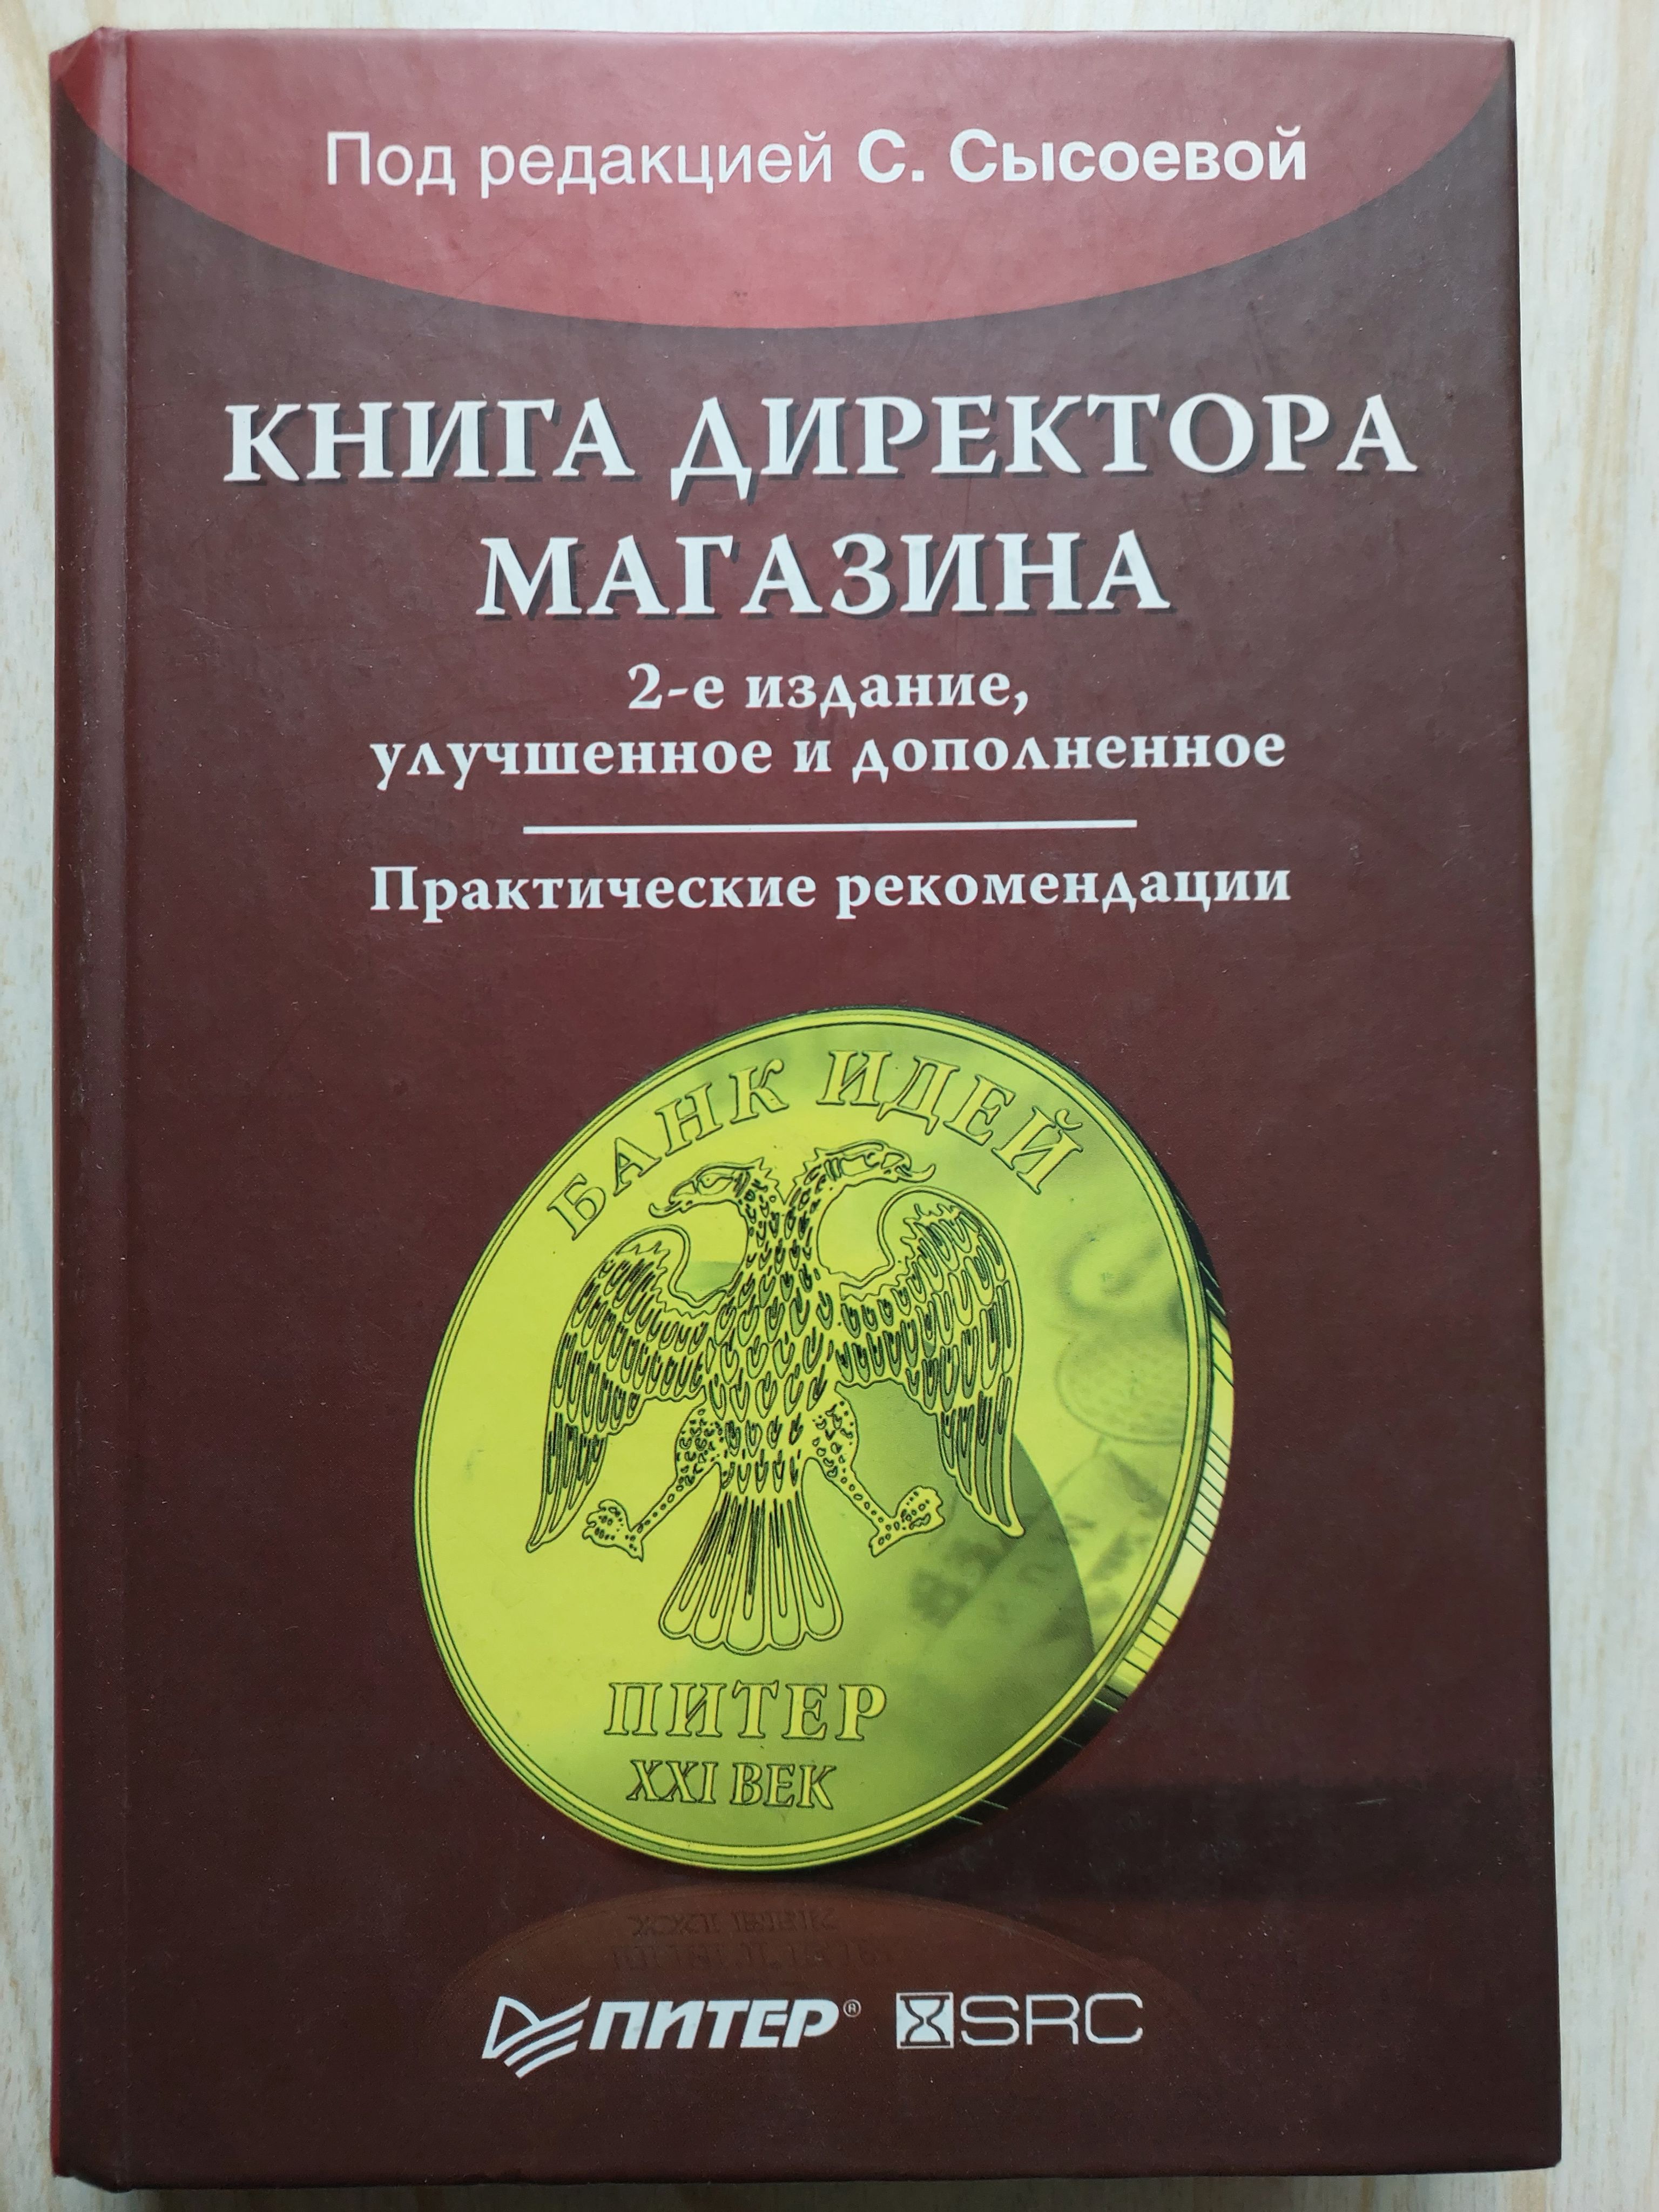 Под редакцией С. Сысоевой
КНИГА ДИРЕКТОРА
МАГАЗИНА
2-е издание,
улучшенное и дополненное
Практические рекомендации
БАНК ИДЕЙ
ПИТЕР
XXI ВЕК
ПИТЕР® SRC